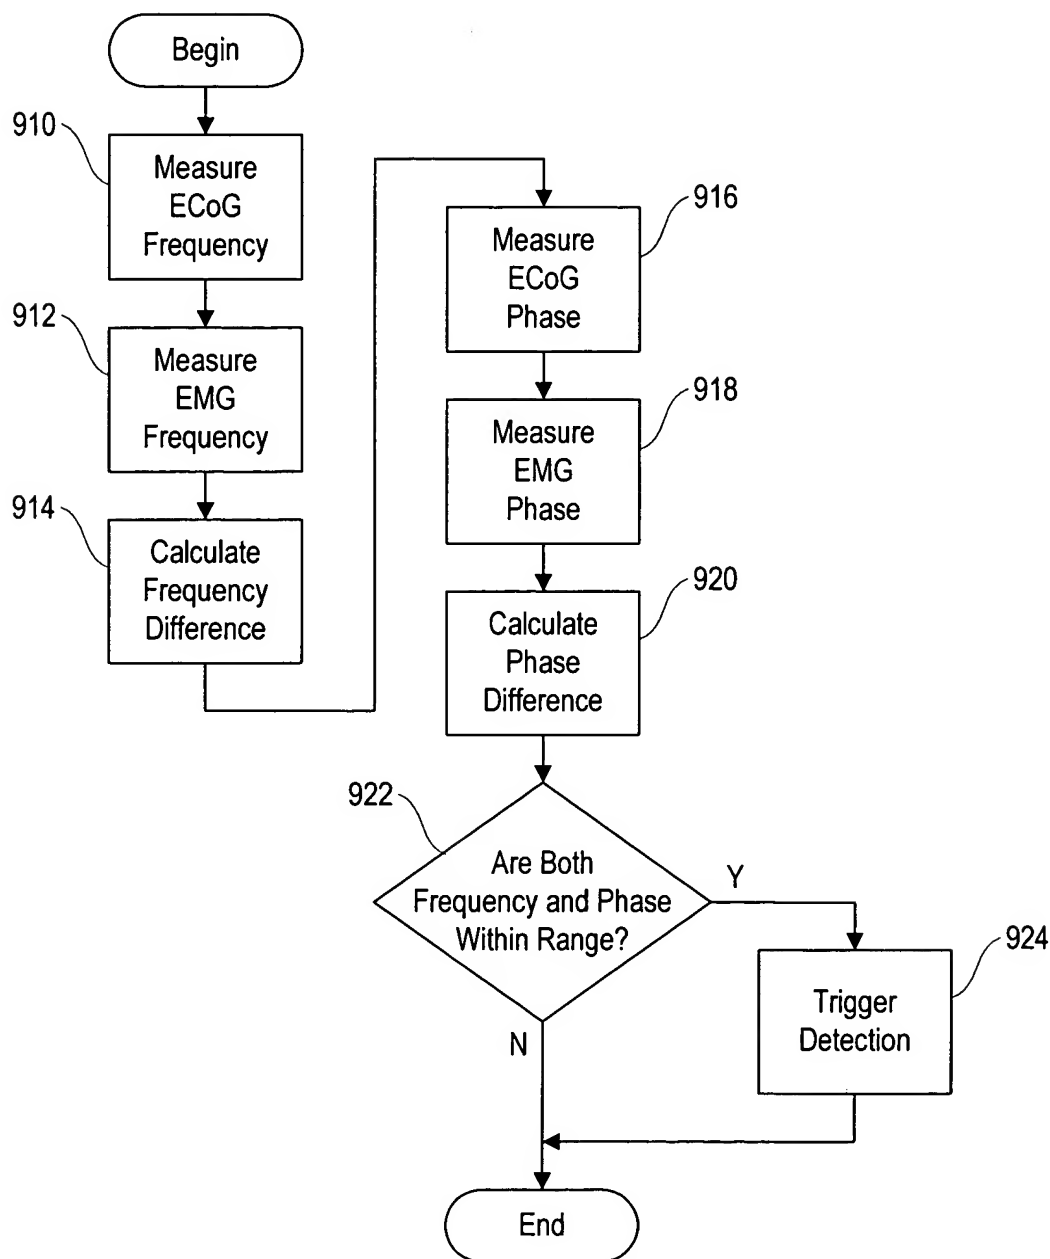 Begin
910
Measure
ECoG
Frequency
912
Measure
EMG
Frequency
914
Calculate
Frequency
Difference
916
Measure
ECoG
Phase
918
Measure
EMG
Phase
920
Calculate
Phase
Difference
922
Are Both
Frequency and Phase
Within Range?
Y
N
924
Trigger
Detection
End